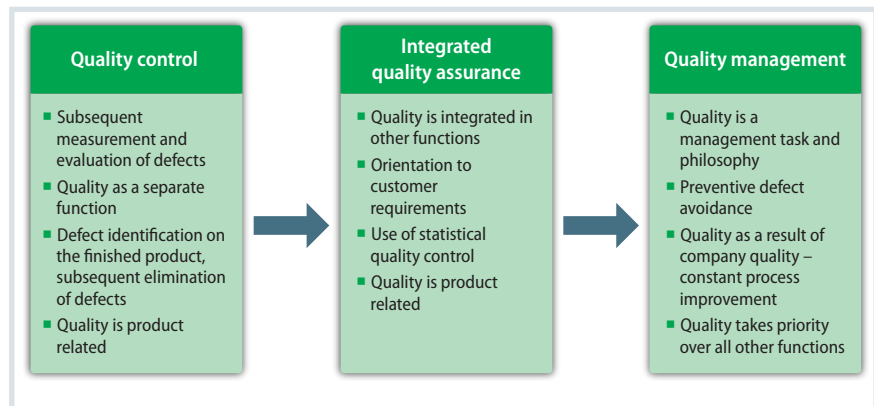 Quality control
■ Subsequent
measurement and
evaluation of defects
■ Quality as a separate
function
■ Defect identification on
the finished product,
subsequent elimination
of defects
■ Quality is product
related
Integrated
quality assurance
■ Quality is integrated in
other functions
■ Orientation to
customer
requirements
■ Use of statistical
quality control
■ Quality is product
related
Quality management
■ Quality is a
management task and
philosophy
■ Preventive defect
avoidance
■ Quality as a result of
company quality –
constant process
improvement
■ Quality takes priority
over all other functions